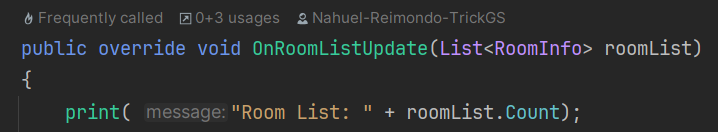 Frequently called 0+3 usages Nahuel-Reimondo-TrickGS
public override void OnRoomListUpdate(List<RoomInfo> roomList)
{
print( message: "Room List: " + roomList.Count);